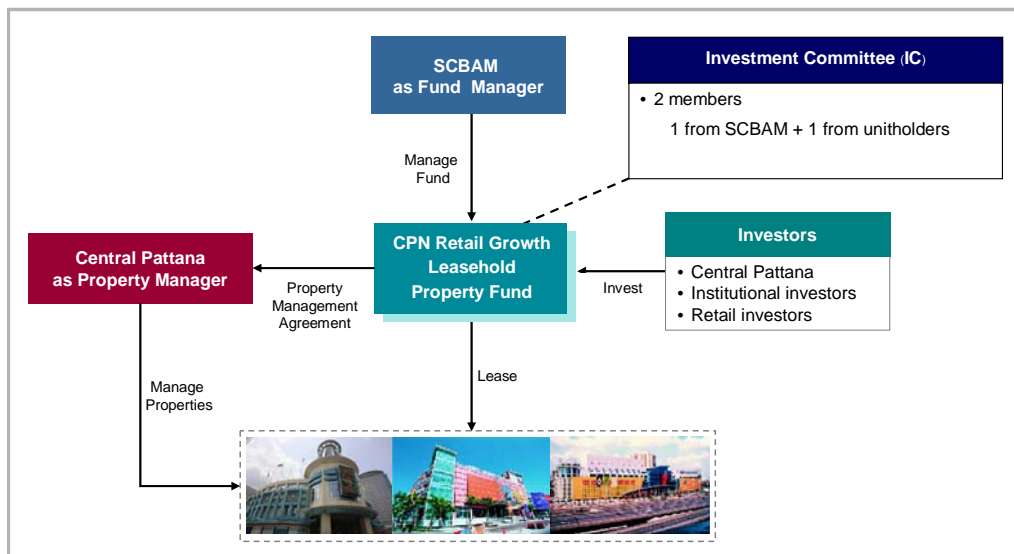 SCBAM
as Fund Manager
Investment Committee (IC)
• 2 members
1 from SCBAM + 1 from unitholders
Manage
Fund
Central Pattana
as Property Manager
CPN Retail Growth
Leasehold
Property Fund
Investors
• Central Pattana
• Institutional investors
• Retail investors
Property
Management
Agreement
Invest
Lease
Manage
Properties